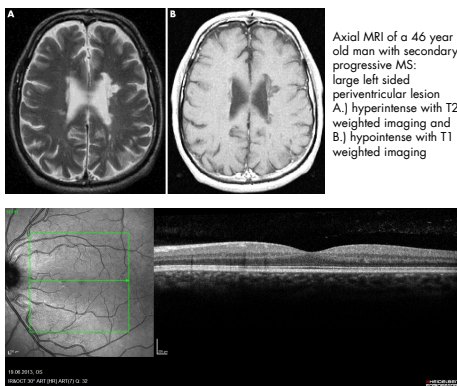 A
B
Axial MRI of a 46 year
old man with secondary
progressive MS:
large left sided
periventricular lesion
A.) hyperintense with T2
weighted imaging and
B.) hypointense with T1
weighted imaging
19.06.2013, OS
IR&OCT 30° ART [HR] ART(7) Q: 32
HEIDELBERG